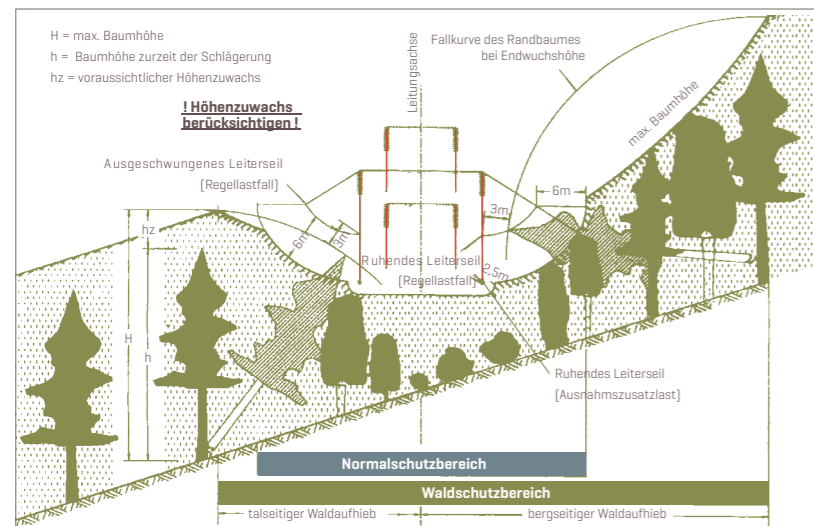 H = max. Baumhöhe
h = Baumhöhe zurzeit der Schlägerung
hz = voraussichtlicher Höhenzuwachs
! Höhenzuwachs
berücksichtigen !
Leitungsachse
Fallkurve des Randbaumes
bei Endwuchshöhe
max. Baumhöhe
Ausgeschwungenes Leiterseil
(Regellastfall)
6m
3m
6m
3m
hz
H
h
Ruhendes Leiterseil
(Regellastfall)
2,5m
Ruhendes Leiterseil
(Ausnahmszusatzlast)
Normalschutzbereich
Waldschutzbereich
talseitiger Waldaufhieb
bergseitiger Waldaufhieb